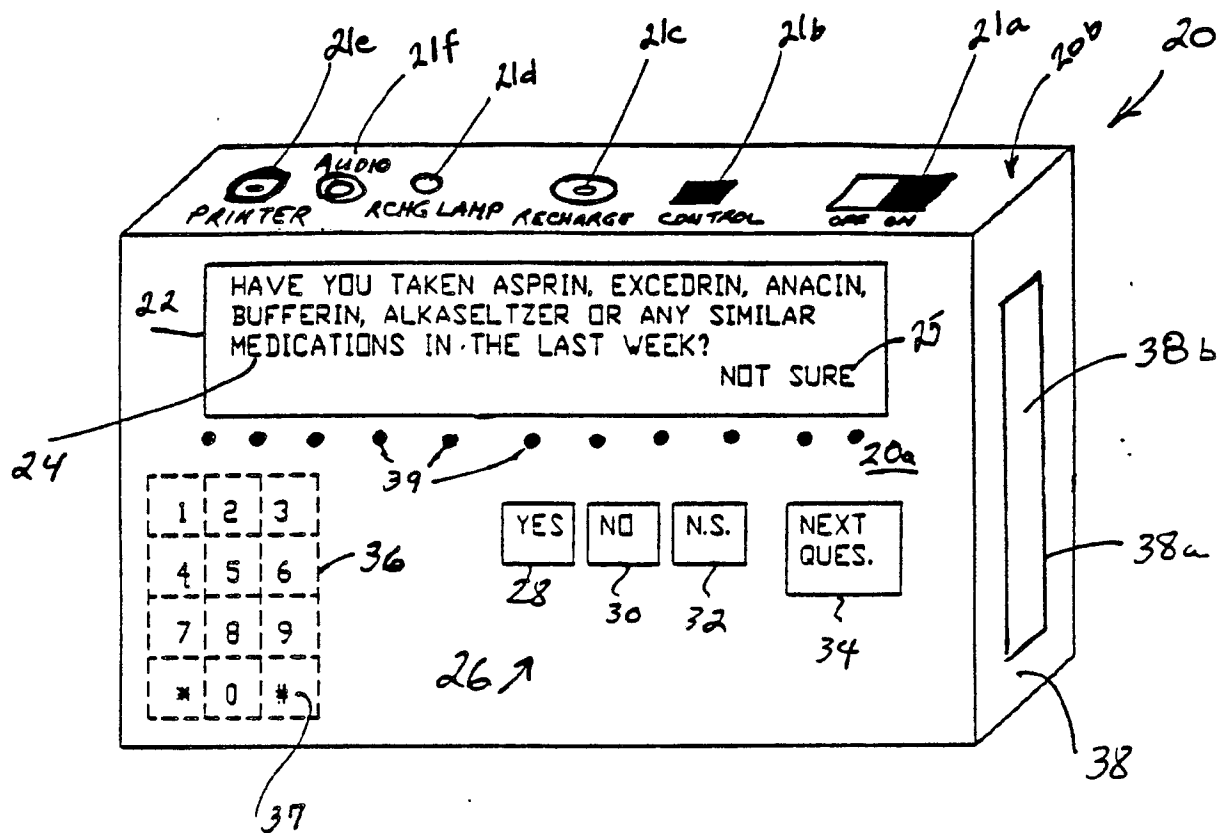 21e 21f 21d 21c 21b 21a 20b 20
AUDIO
PRINTER RCHG LAMP RECHARGE CONTROL OFF ON
HAVE YOU TAKEN ASPRIN, EXCEDRIN, ANACIN,
BUFFERIN, ALKASELTZER OR ANY SIMILAR
MEDICATIONS IN THE LAST WEEK?
NOT SURE
22
25
24
39
20a
38b
38a
38
1 2 3
4 5 6
7 8 9
* 0 #
36
37
YES NO N.S. NEXT
QUES.
28 30 32 34
26